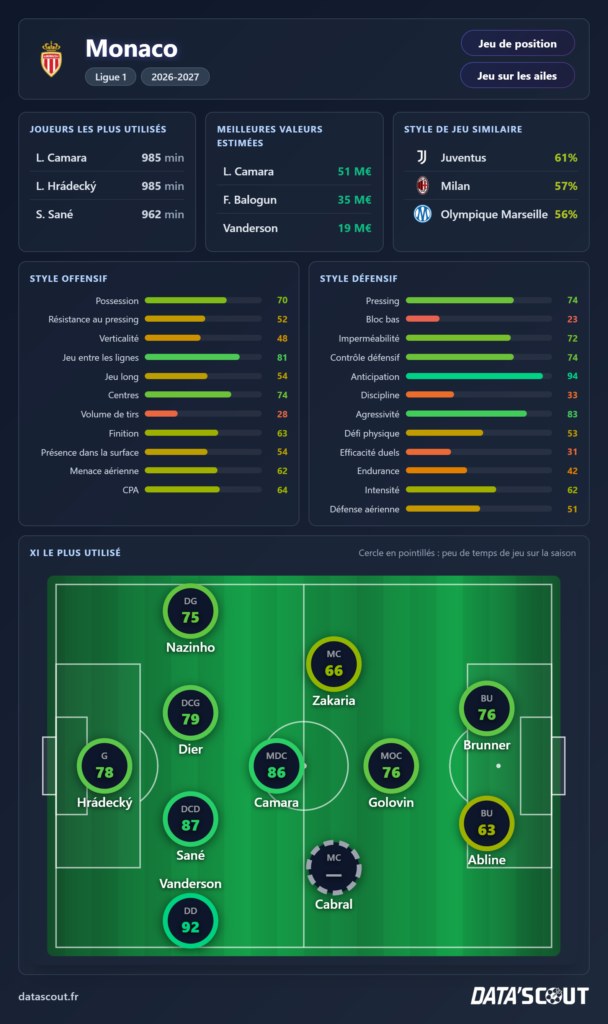 Monaco
Ligue 1
2026-2027
Jeu de position
Jeu sur les ailes
JOUEURS LES PLUS UTILISÉS
L. Camara 985 min
L. Hrádecký 985 min
S. Sané 962 min
MEILLEURES VALEURS
ESTIMÉES
L. Camara 51 M€
F. Balogun 35 M€
Vanderson 19 M€
STYLE DE JEU SIMILAIRE
Juventus 61%
Milan 57%
Olympique Marseille 56%
STYLE OFFENSIF
Possession 70
Résistance au pressing 52
Verticalité 48
Jeu entre les lignes 81
Jeu long 54
Centres 74
Volume de tirs 28
Finition 63
Présence dans la surface 54
Menace aérienne 62
CPA 64
STYLE DÉFENSIF
Pressing 74
Bloc bas 23
Imperméabilité 72
Contrôle défensif 74
Anticipation 94
Discipline 33
Agressivité 83
Défi physique 53
Efficacité duels 31
Endurance 42
Intensité 62
Défense aérienne 51
XI LE PLUS UTILISÉ
Cercle en pointillés : peu de temps de jeu sur la saison
DG
75
Nazinho
MC
66
Zakaria
DCG
79
Dier
BU
76
Brunner
G
78
Hrádecký
MDC
86
Camara
MOC
76
Golovin
DCD
87
Sané
BU
63
Abline
MC
—
Cabral
Vanderson
DD
92
datascout.fr
DATA'SCOUT